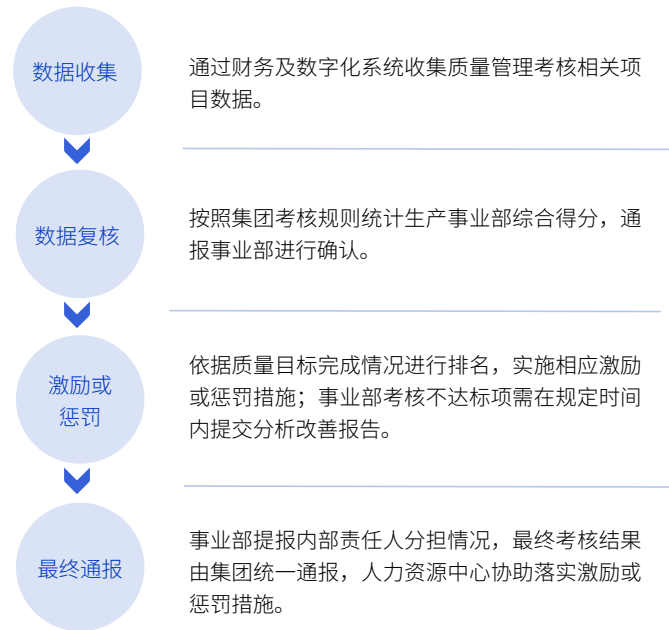 数据收集
通过财务及数字化系统收集质量管理考核相关项
目数据。
数据复核
按照集团考核规则统计生产事业部综合得分，通
报事业部进行确认。
激励或
惩罚
依据质量目标完成情况进行排名，实施相应激励
或惩罚措施；事业部考核不达标项需在规定时间
内提交分析改善报告。
最终通报
事业部提报内部责任人分担情况，最终考核结果
由集团统一通报，人力资源中心协助落实激励或
惩罚措施。